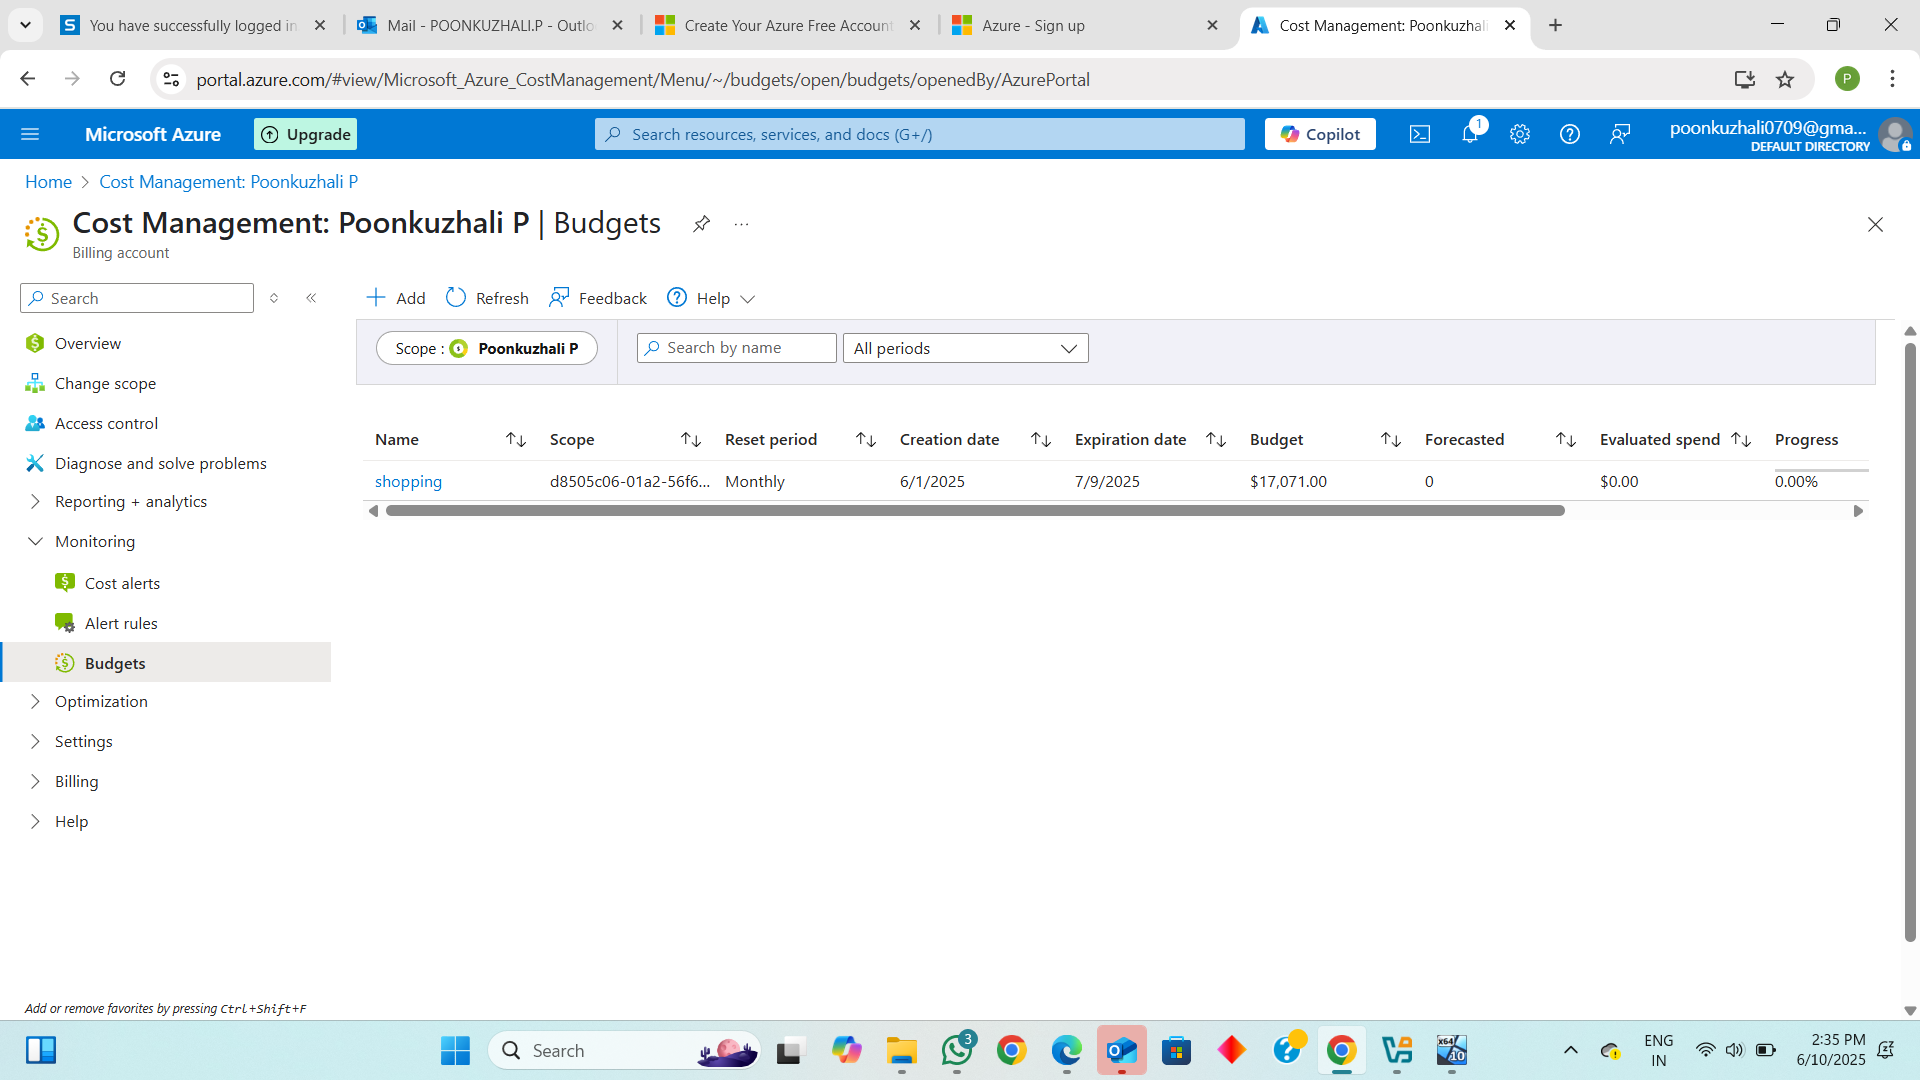 You have successfully logged in
Mail - POONKUZHALI.P - Outlo
Create Your Azure Free Account
Azure - Sign up
Cost Management: Poonkuzhali
portal.azure.com/#view/Microsoft_Azure_CostManagement/Menu/~/budgets/open/budgets/openedBy/AzurePortal
P
Microsoft Azure
Upgrade
Search resources, services, and docs (G+/)
Copilot
1
poonkuzhali0709@gma...
DEFAULT DIRECTORY
Home > Cost Management: Poonkuzhali P
Cost Management: Poonkuzhali P | Budgets
...
Billing account
Search
Add
Refresh
Feedback
Help
Scope : Poonkuzhali P
Search by name
All periods
Overview
Change scope
Access control
Diagnose and solve problems
Reporting + analytics
Monitoring
Cost alerts
Alert rules
Budgets
Optimization
Settings
Billing
Help
Name Scope Reset period Creation date Expiration date Budget Forecasted Evaluated spend Progress
shopping d8505c06-01a2-56f6... Monthly 6/1/2025 7/9/2025 $17,071.00 0 $0.00 0.00%
Add or remove favorites by pressing Ctrl+Shift+F
Search
3
x64
10
ENG
IN
2:35 PM
6/10/2025